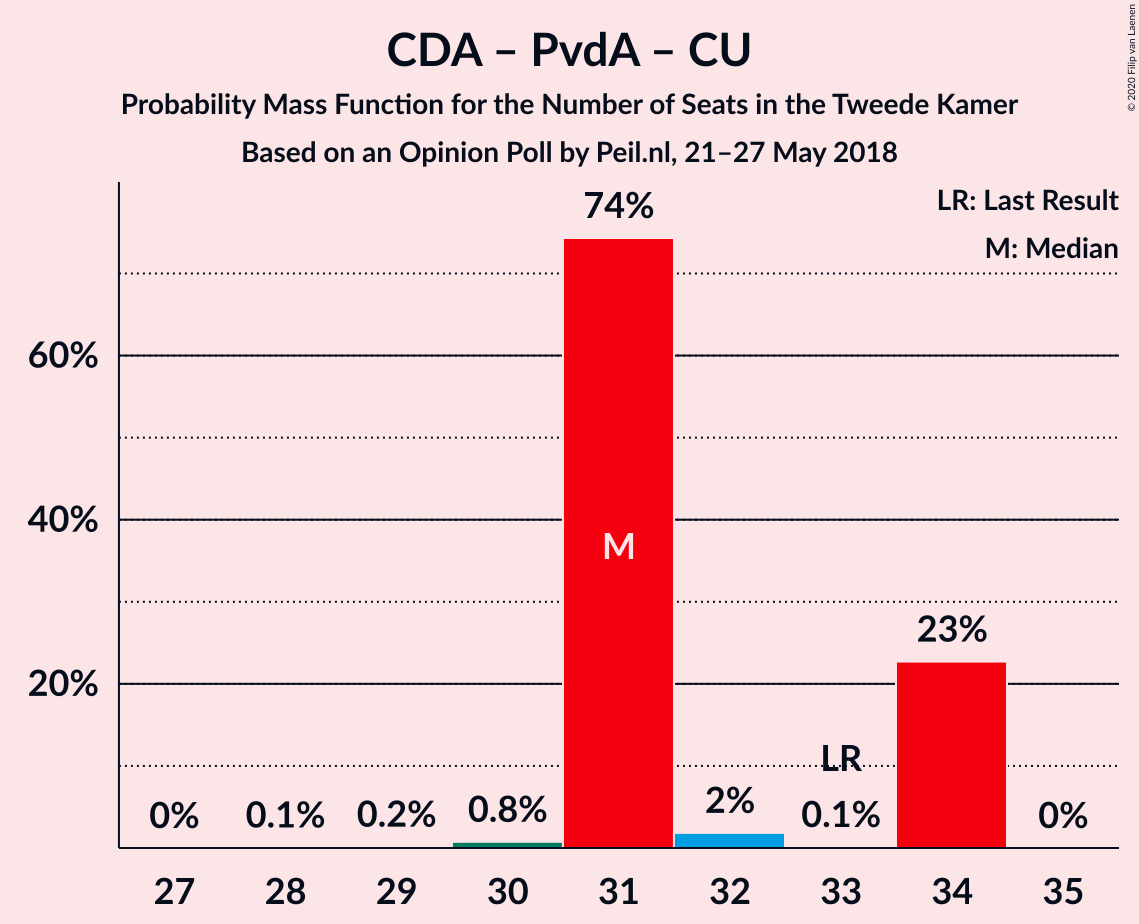 CDA – PvdA – CU
Probability Mass Function for the Number of Seats in the Tweede Kamer
Based on an Opinion Poll by Peil.nl, 21–27 May 2018
© 2020 Filip van Laenen
LR: Last Result
M: Median
74%
60%
M
40%
23%
20%
LR
0%
0.1%
0.2%
0.8%
2%
0.1%
0%
27 28 29 30 31 32 33 34 35